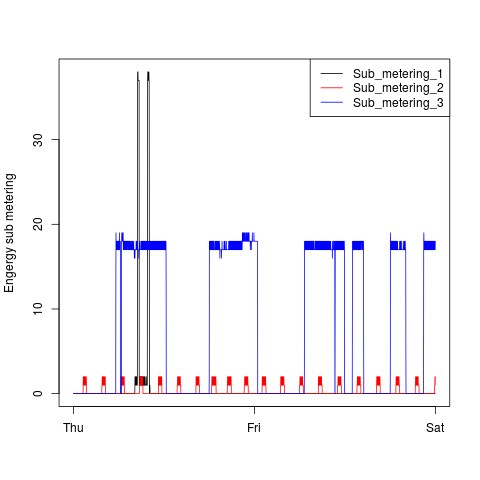 Sub_metering_1
Sub_metering_2
Sub_metering_3
Engergy sub metering
30
20
10
0
Thu Fri Sat